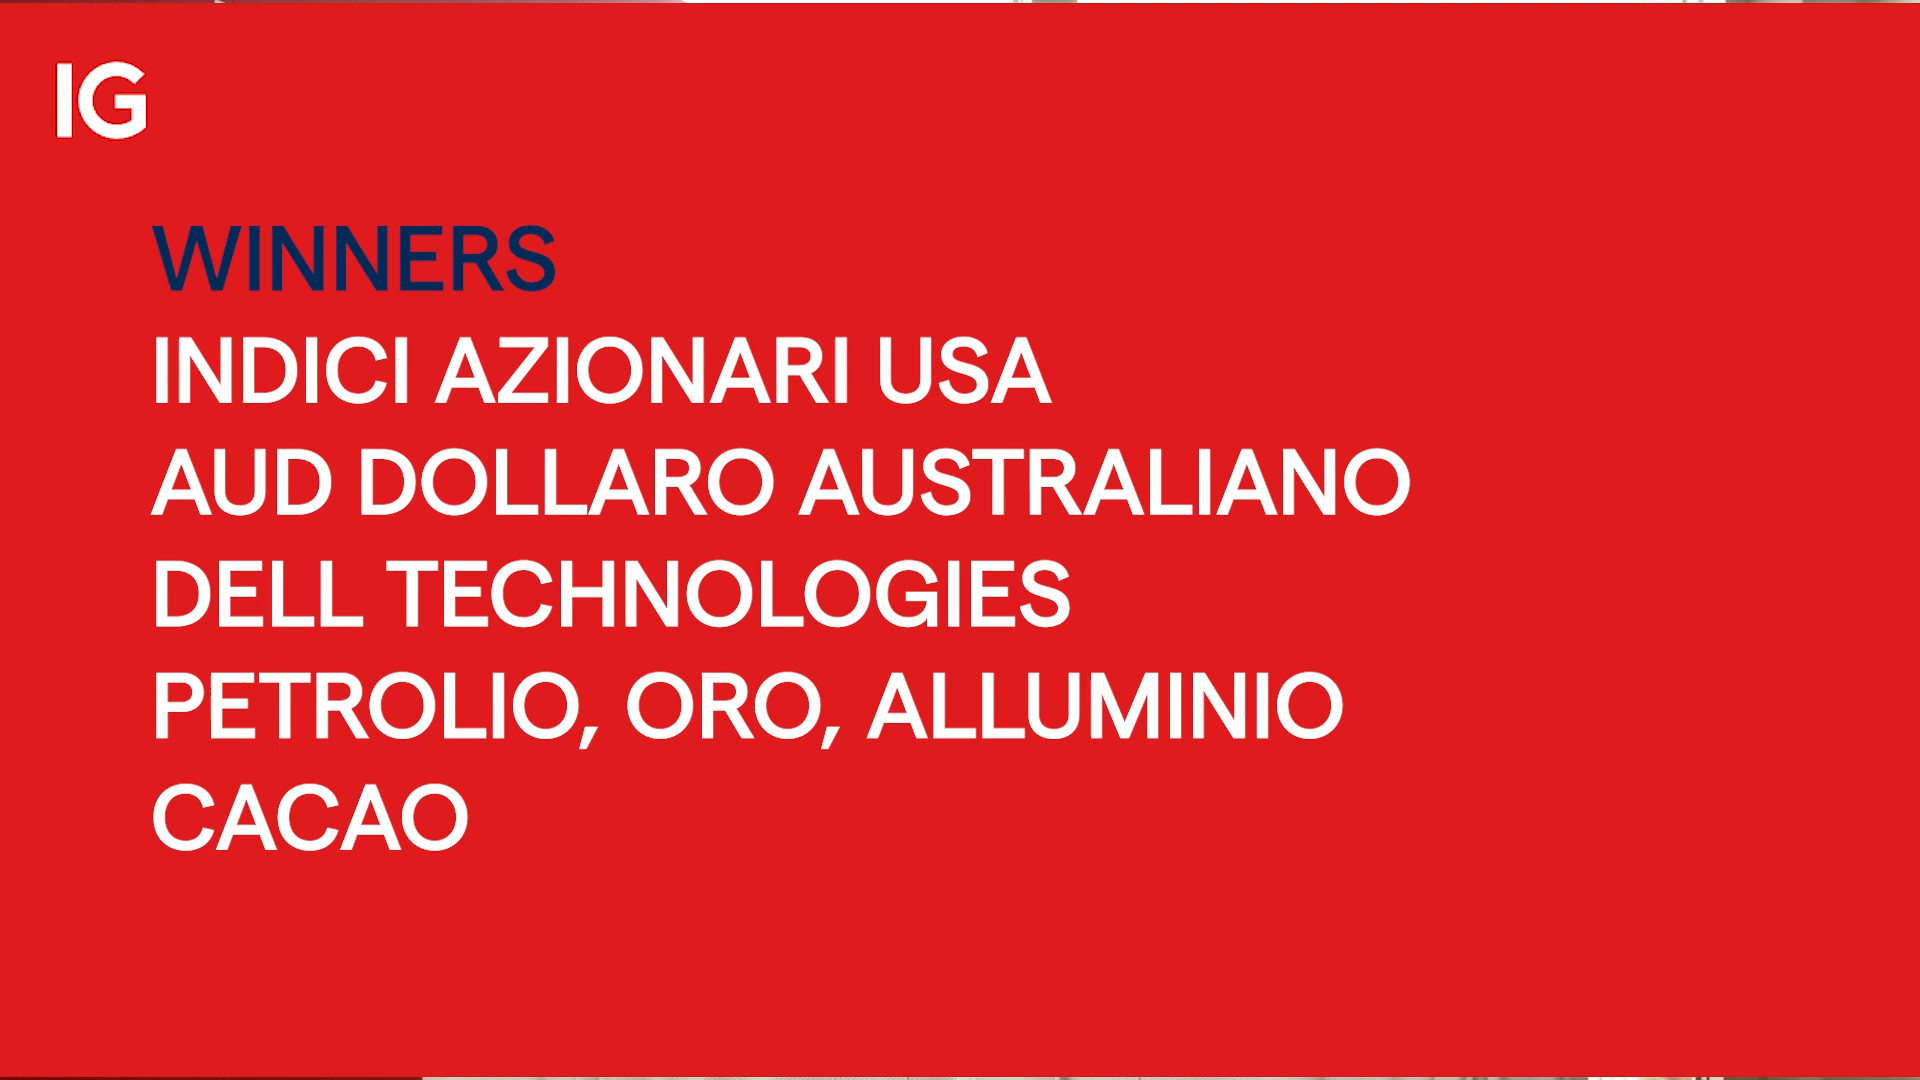 IG
WINNERS
INDICI AZIONARI USA
AUD DOLLARO AUSTRALIANO
DELL TECHNOLOGIES
PETROLIO, ORO, ALLUMINIO
CACAO